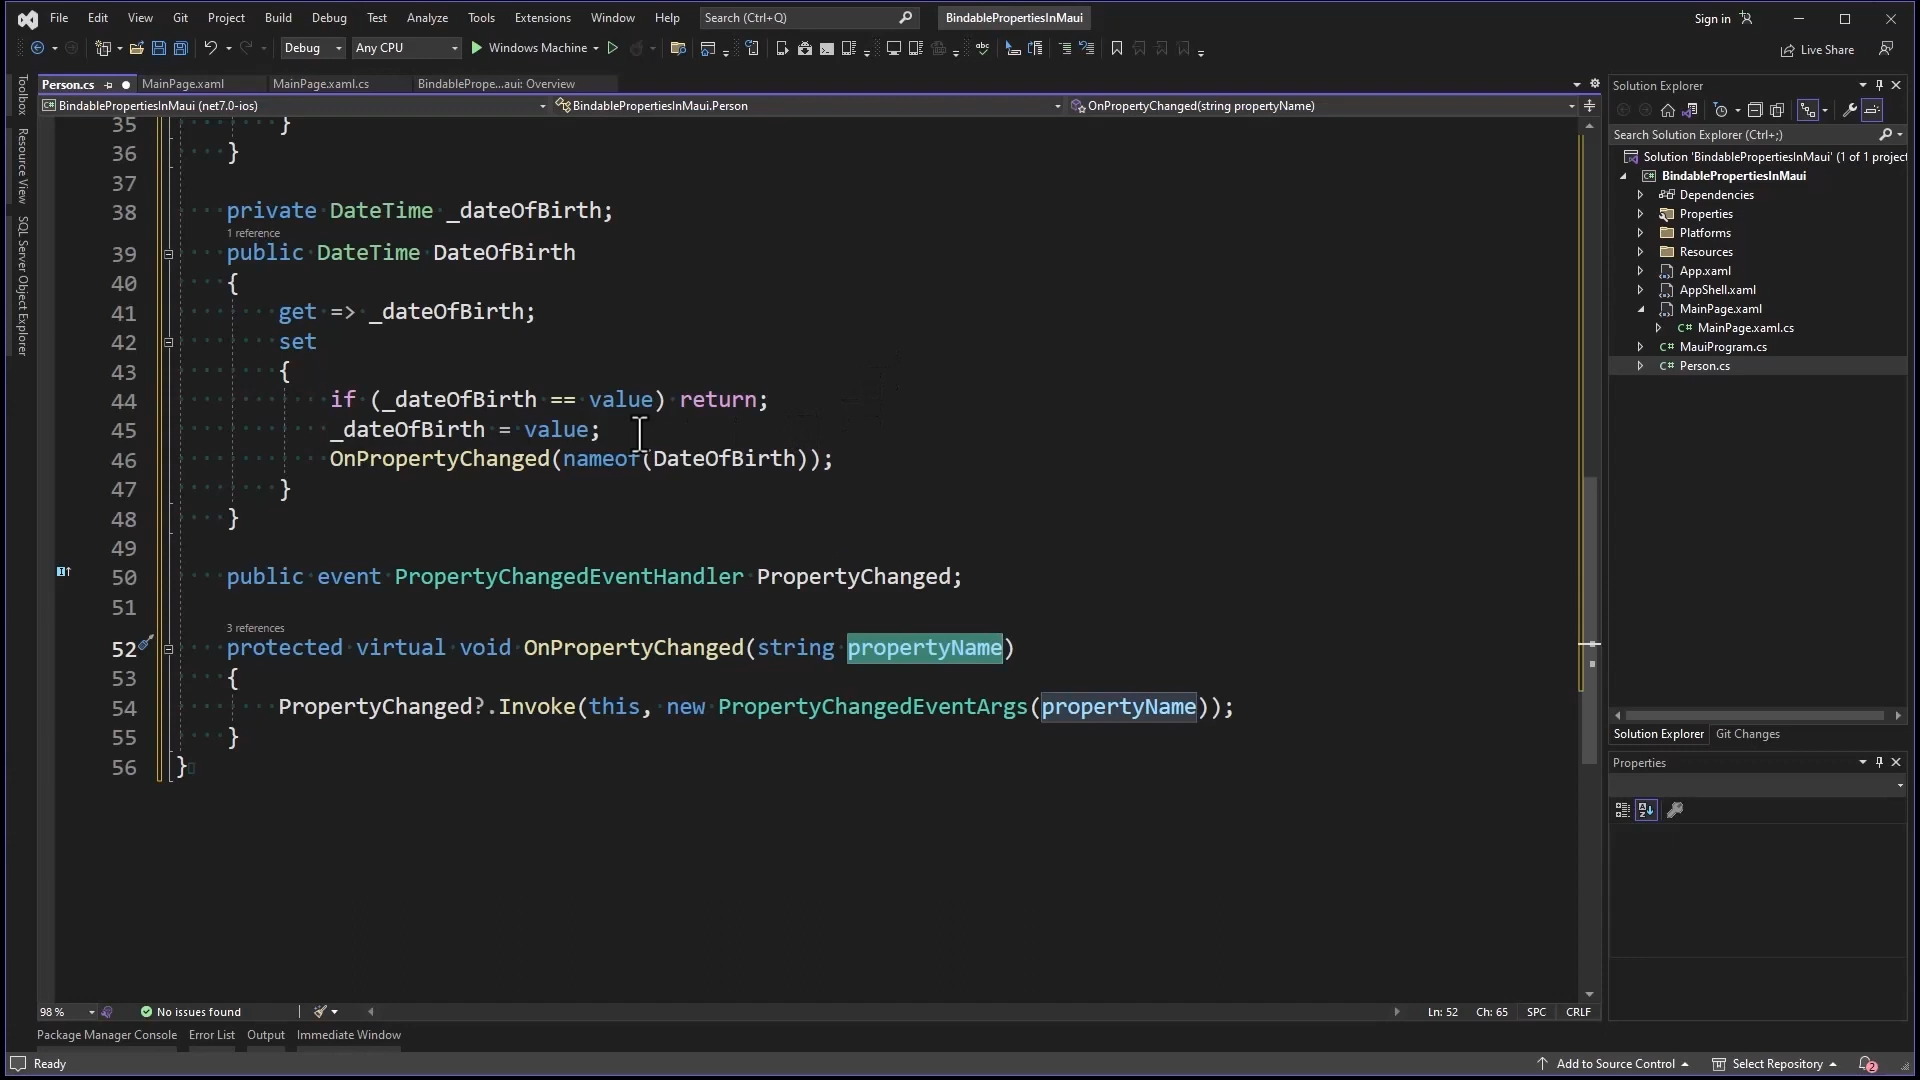 File Edit View Git Project Build Debug Test Analyze Tools Extensions Window Help Search (Ctrl+Q) BindablePropertiesInMaui Sign in
Debug Any CPU Windows Machine Live Share
Person.cs MainPage.xaml MainPage.xaml.cs BindablePrope...aui: Overview
BindablePropertiesInMaui (net7.0-ios) BindablePropertiesInMaui.Person OnPropertyChanged(string propertyName)
Toolbox
Resource View
SQL Server Object Explorer
35 }
36 }
37
38 private DateTime _dateOfBirth;
1 reference
39 public DateTime DateOfBirth
40 {
41 get => _dateOfBirth;
42 set
43 {
44 if (_dateOfBirth == value) return;
45 _dateOfBirth = value;
46 OnPropertyChanged(nameof(DateOfBirth));
47 }
48 }
49
50 public event PropertyChangedEventHandler PropertyChanged;
51
3 references
52 protected virtual void OnPropertyChanged(string propertyName)
53 {
54 PropertyChanged?.Invoke(this, new PropertyChangedEventArgs(propertyName));
55 }
56 }
98 % No issues found Ln: 52 Ch: 65 SPC CRLF
Package Manager Console Error List Output Immediate Window
Solution Explorer
Search Solution Explorer (Ctrl+;)
Solution 'BindablePropertiesInMaui' (1 of 1 project
BindablePropertiesInMaui
Dependencies
Properties
Platforms
Resources
App.xaml
AppShell.xaml
MainPage.xaml
C# MainPage.xaml.cs
C# MauiProgram.cs
C# Person.cs
Solution Explorer Git Changes
Properties
Ready Add to Source Control Select Repository 2